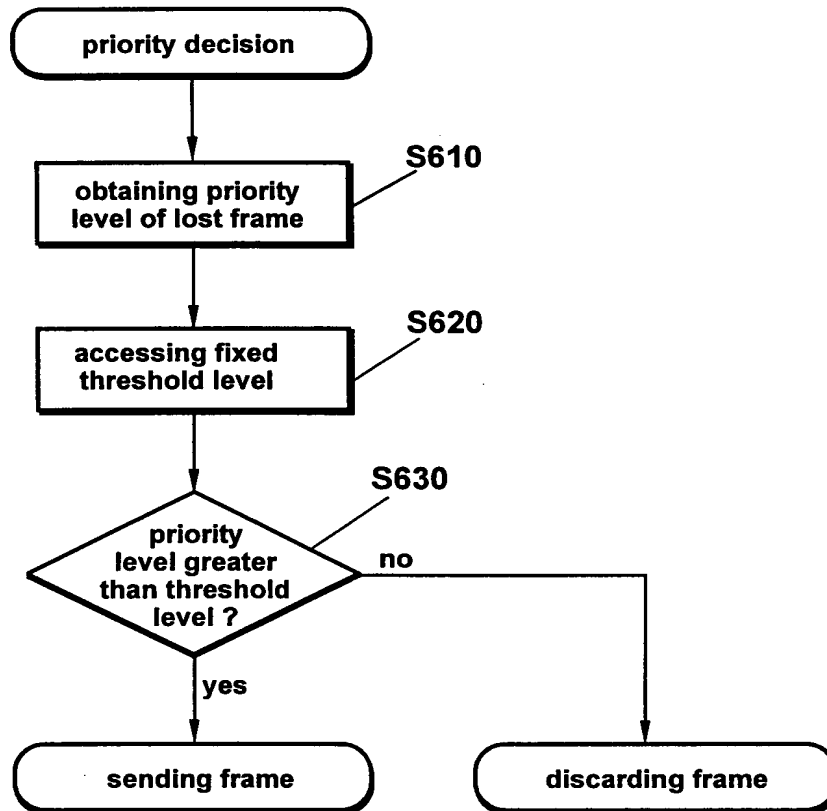 priority decision
S610
obtaining priority
level of lost frame
S620
accessing fixed
threshold level
S630
priority
level greater
than threshold
level ?
no
yes
sending frame
discarding frame